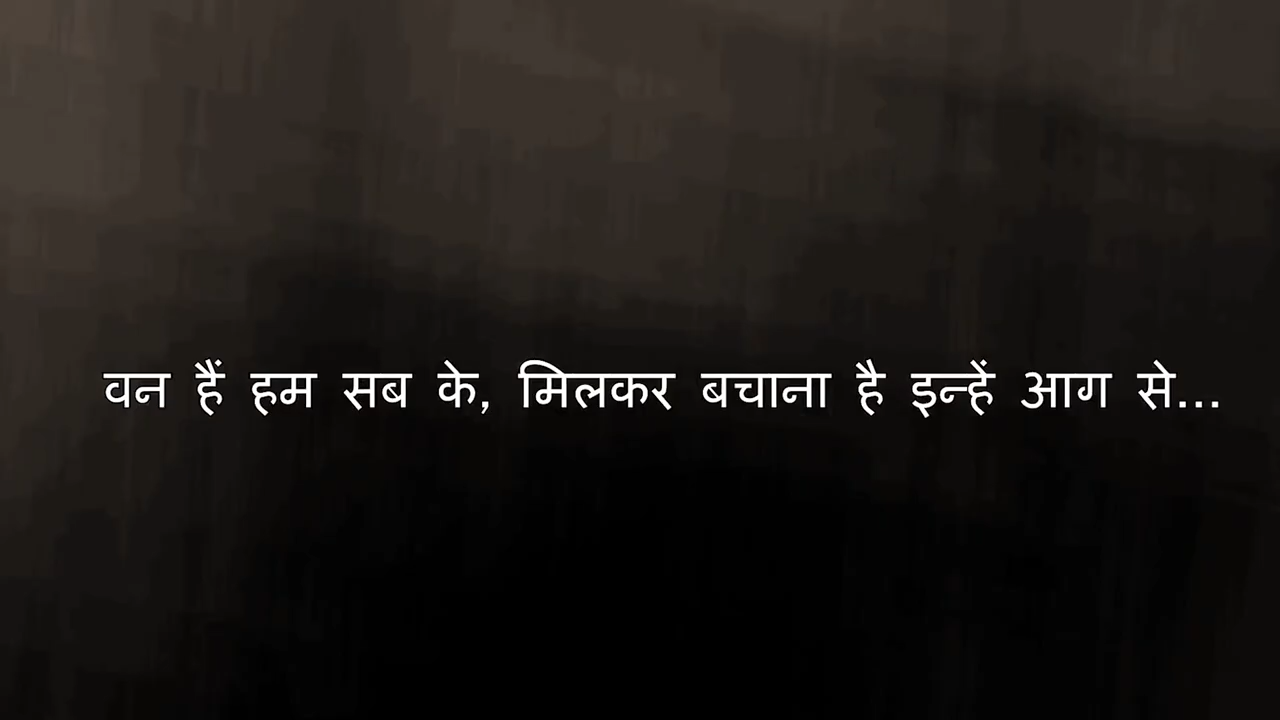 वन हैं हम सब के, मिलकर बचाना है इन्हें आग से...